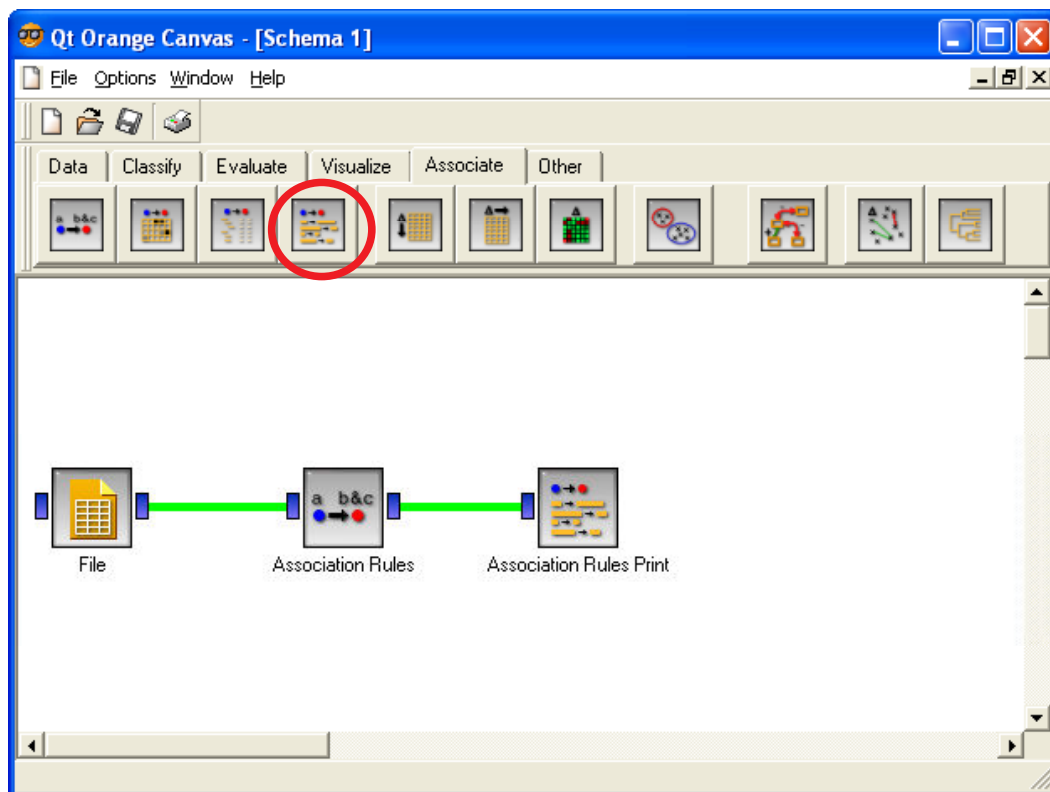 Qt Orange Canvas - [Schema 1]
File Options Window Help
Data Classify Evaluate Visualize Associate Other
a b&c
a b&c
File Association Rules Association Rules Print